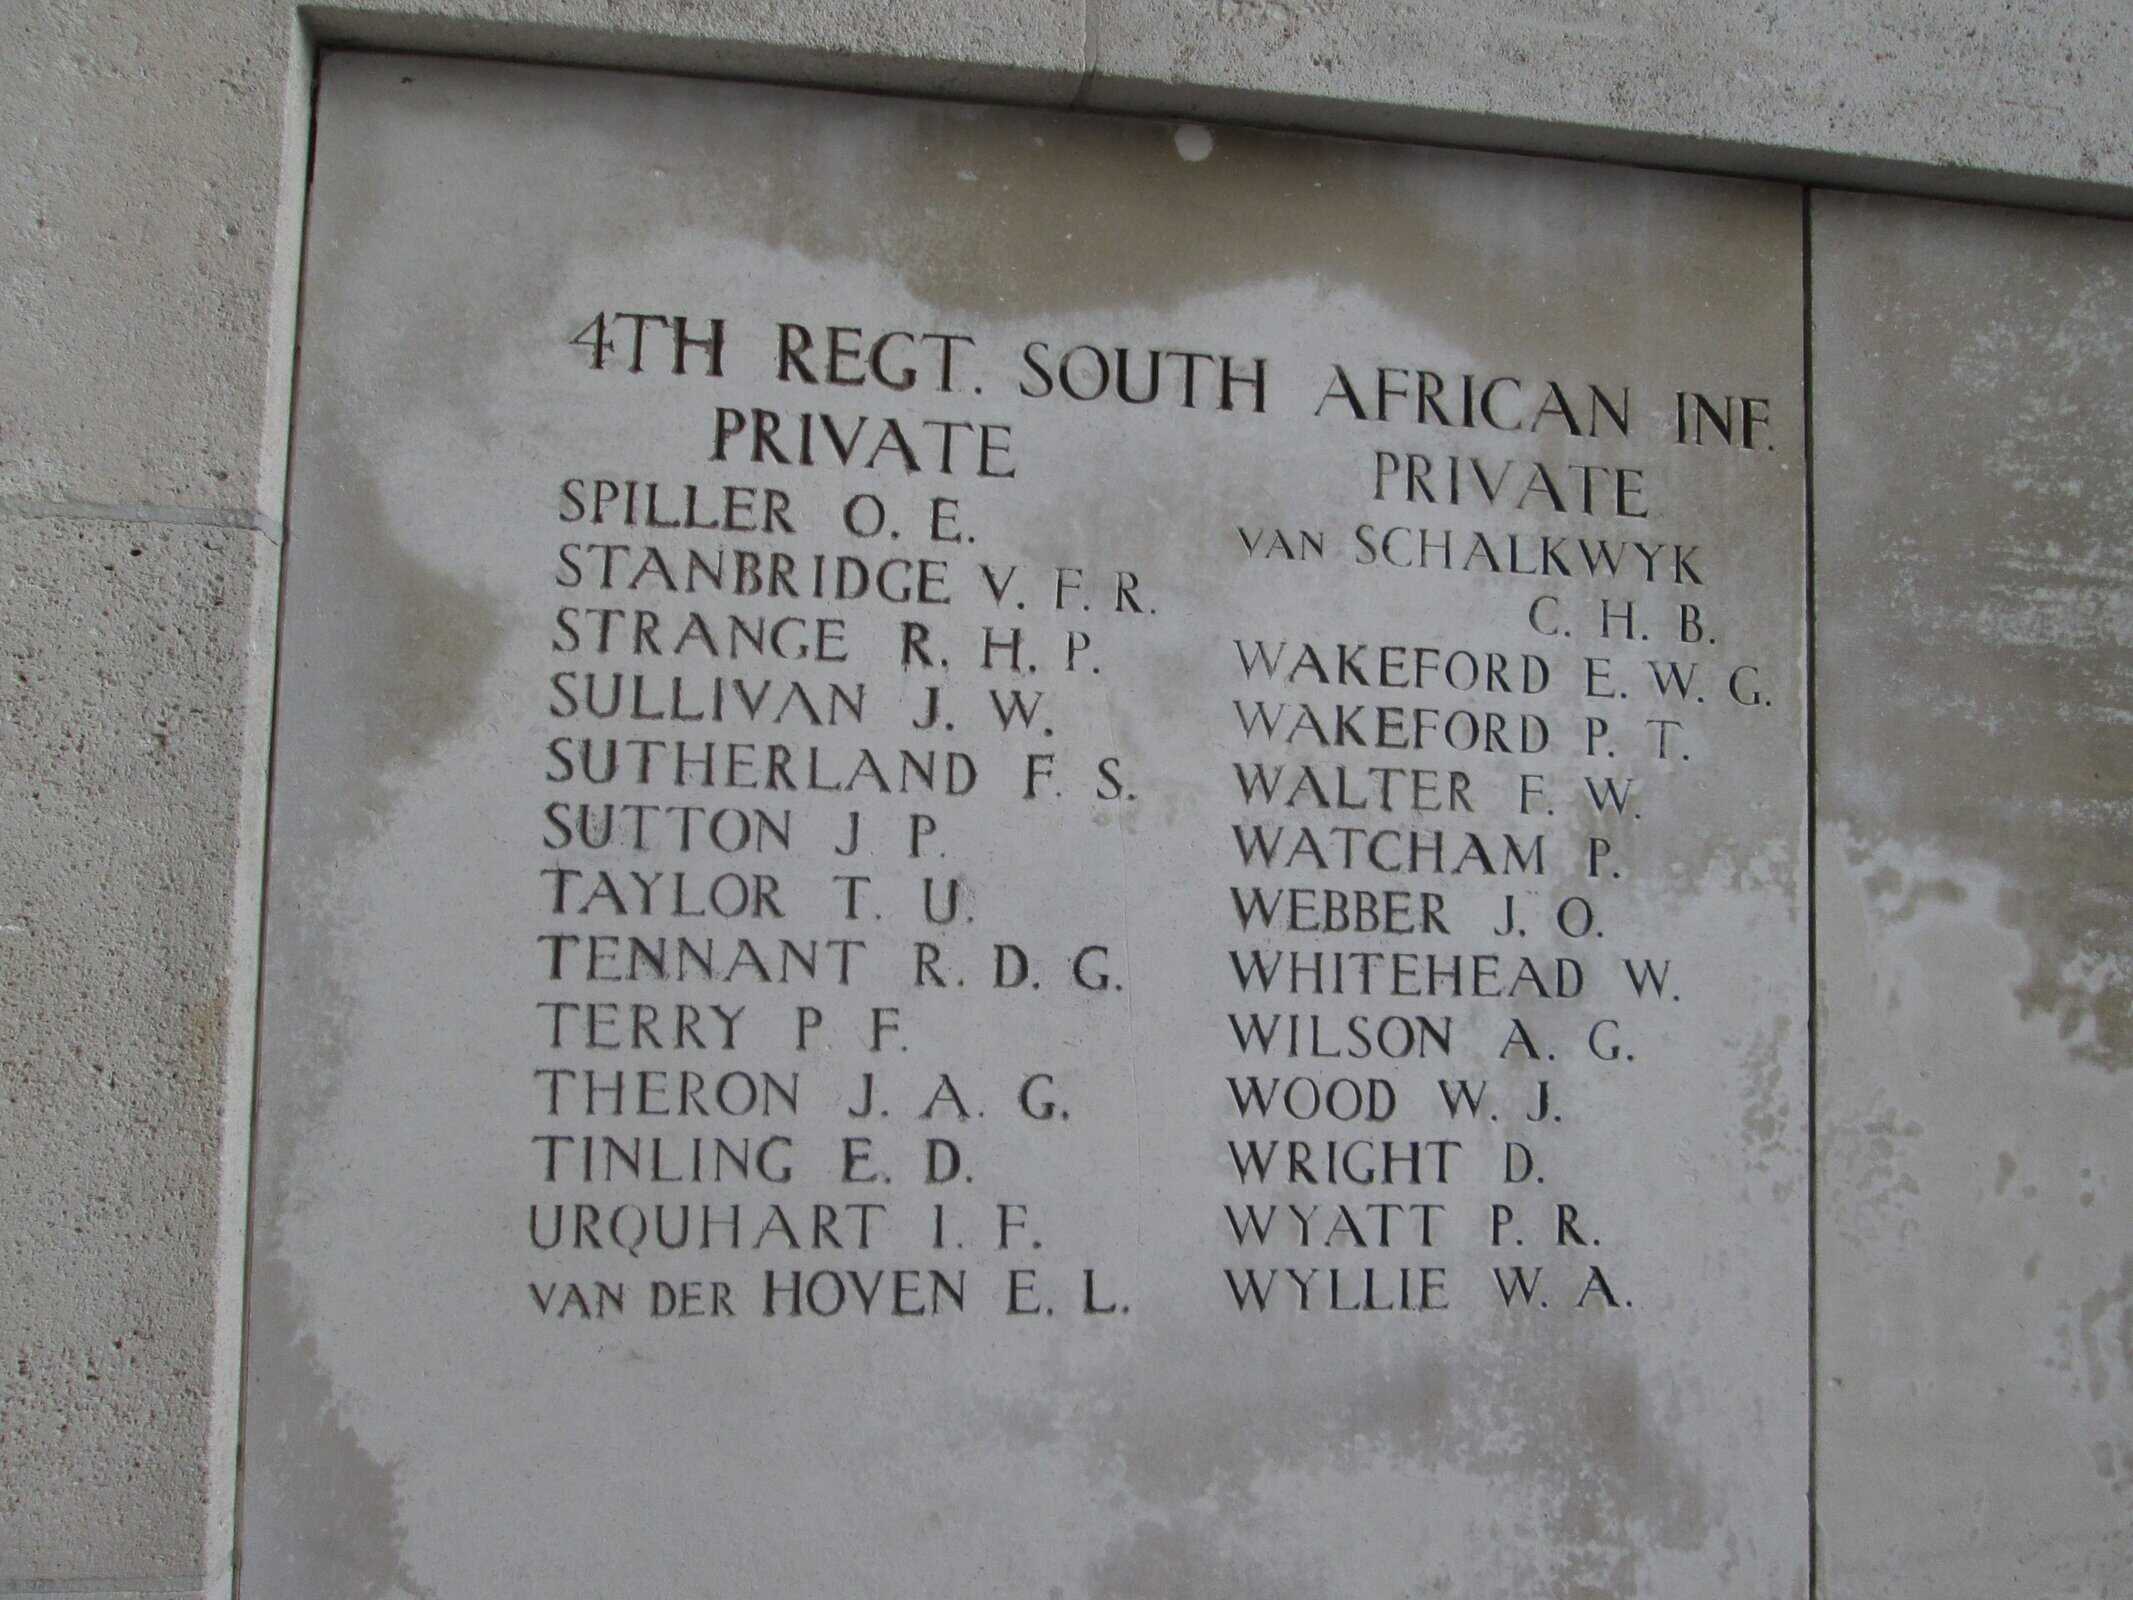 4TH REGT. SOUTH AFRICAN INF.
PRIVATE
SPILLER O. E.
STANBRIDGE V. F. R.
STRANGE R. H. P.
SULLIVAN J. W.
SUTHERLAND F. S.
SUTTON J P.
TAYLOR T. U.
TENNANT R. D. G.
TERRY P F.
THERON J. A. G.
TINLING E. D.
URQUHART I. F.
VAN DER HOVEN E. L.
PRIVATE
VAN SCHALKWYK
C. H. B.
WAKEFORD E. W. G.
WAKEFORD P. T.
WALTER F. W.
WATCHAM P.
WEBBER J. O.
WHITEHEAD W.
WILSON A. G.
WOOD W. J.
WRIGHT D.
WYATT P. R.
WYLLIE W. A.